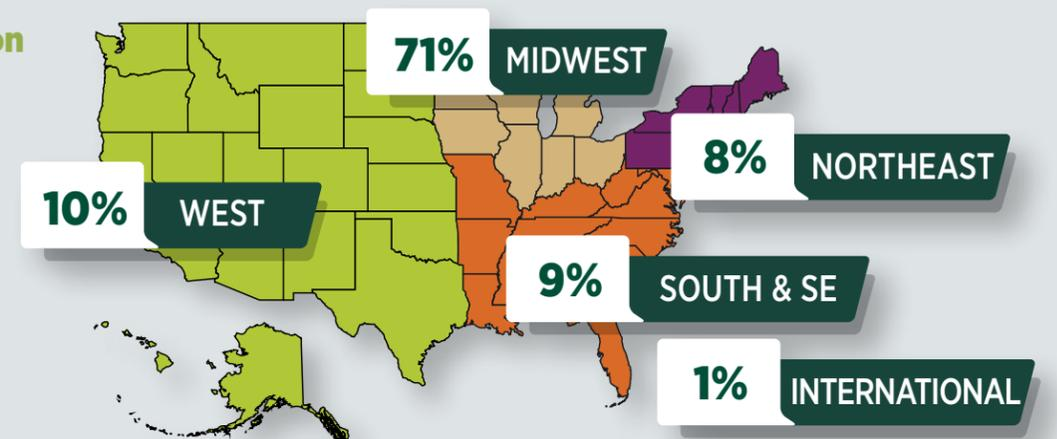 on
71% MIDWEST
8% NORTHEAST
10% WEST
9% SOUTH & SE
1% INTERNATIONAL